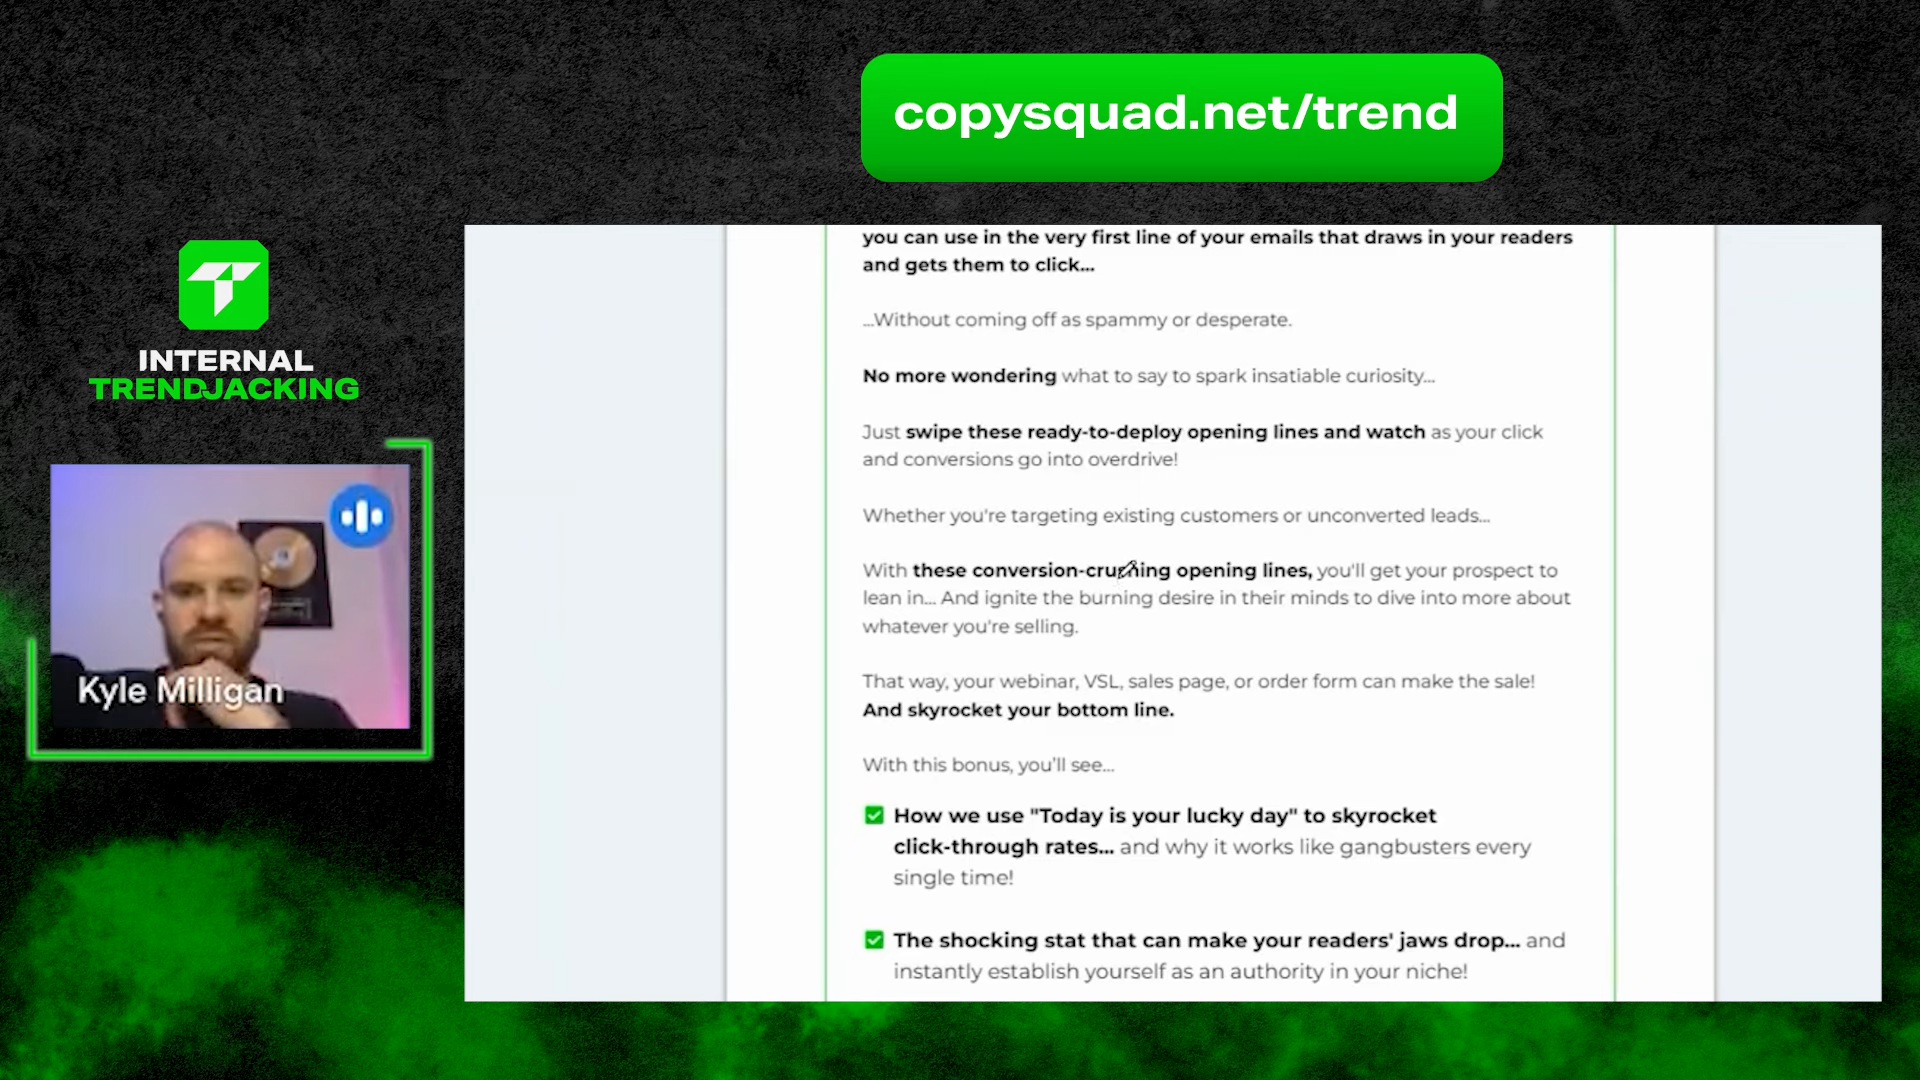 copysquad.net/trend
INTERNAL
TRENDJACKING
Kyle Milligan
you can use in the very first line of your emails that draws in your readers
and gets them to click...
...Without coming off as spammy or desperate.
No more wondering what to say to spark insatiable curiosity...
Just swipe these ready-to-deploy opening lines and watch as your click
and conversions go into overdrive!
Whether you're targeting existing customers or unconverted leads...
With these conversion-crushing opening lines, you'll get your prospect to
lean in... And ignite the burning desire in their minds to dive into more about
whatever you're selling.
That way, your webinar, VSL, sales page, or order form can make the sale!
And skyrocket your bottom line.
With this bonus, you'll see...
How we use "Today is your lucky day" to skyrocket
click-through rates... and why it works like gangbusters every
single time!
The shocking stat that can make your readers' jaws drop... and
instantly establish yourself as an authority in your niche!